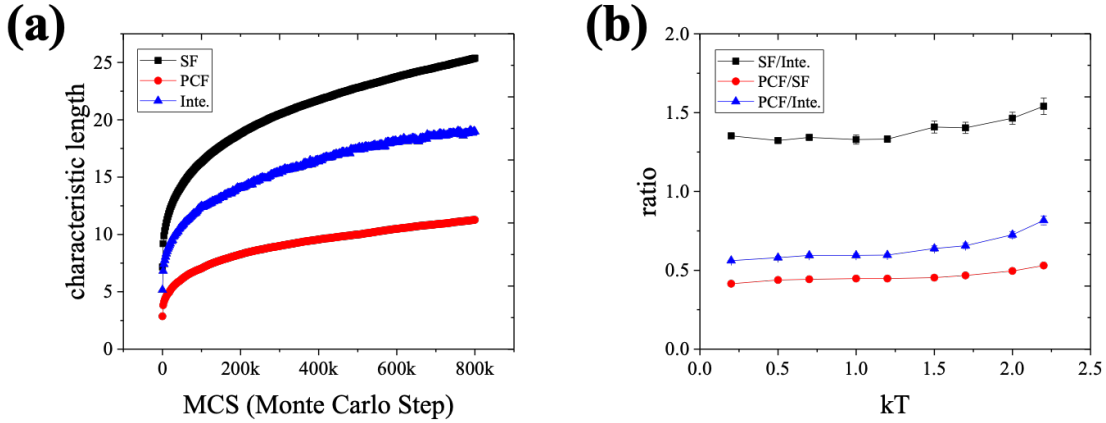 (a)
SF
PCF
Inte.
characteristic length
25
20
15
10
5
0
0
200k
400k
600k
800k
MCS (Monte Carlo Step)
(b)
SF/Inte.
PCF/SF
PCF/Inte.
ratio
2.0
1.5
1.0
0.5
0.0
0.0
0.5
1.0
1.5
2.0
2.5
kT